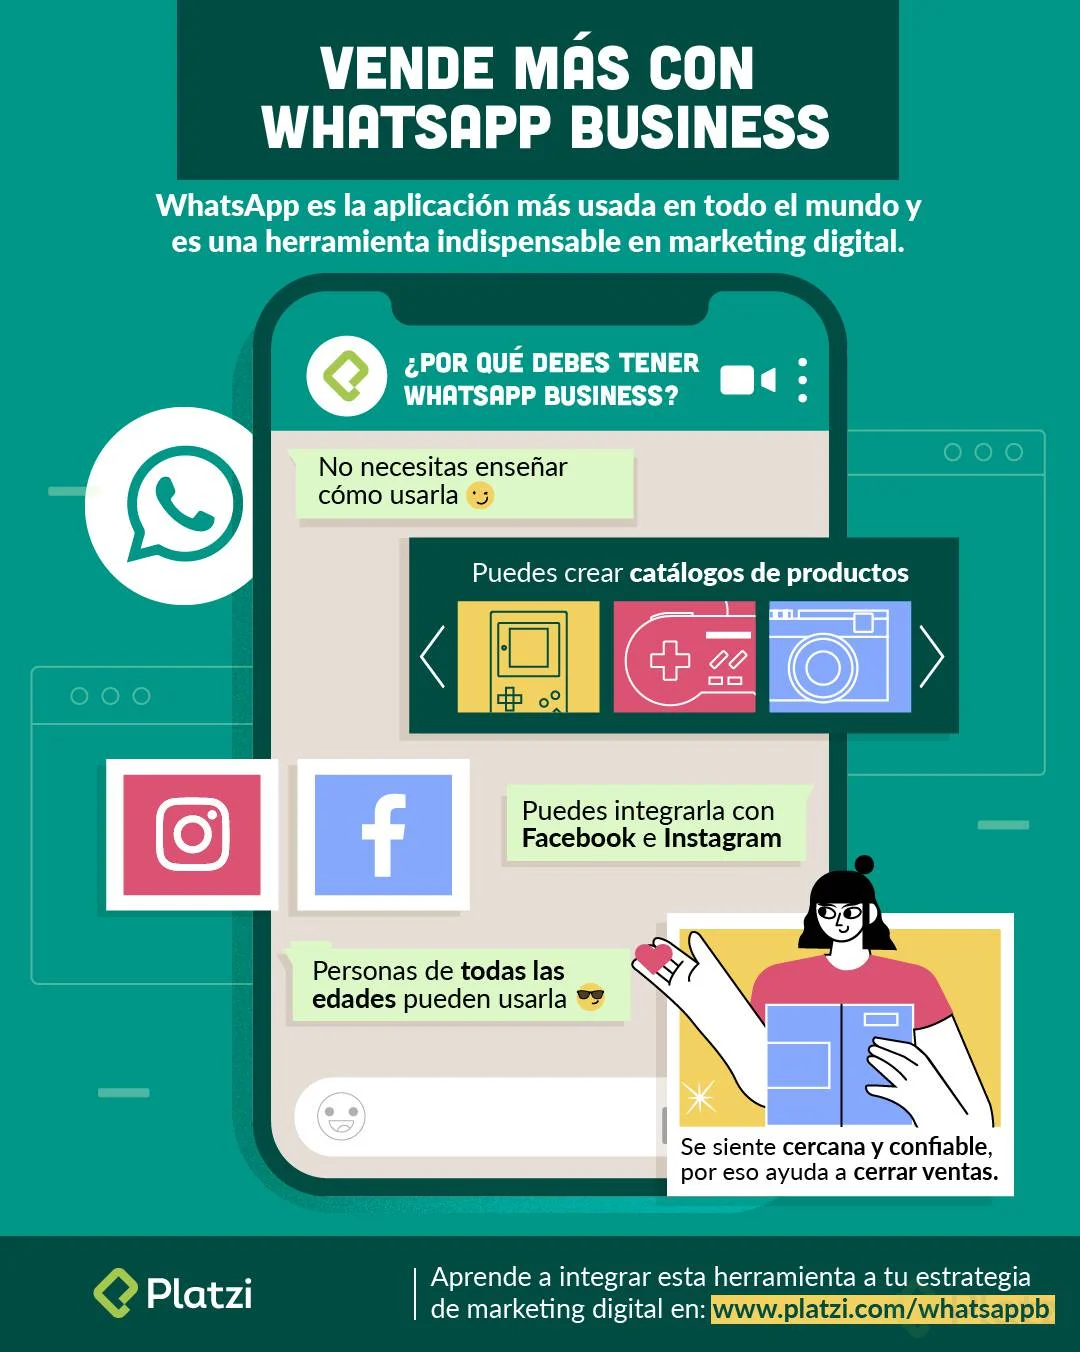 VENDE MÁS CON
WHATSAPP BUSINESS
WhatsApp es la aplicación más usada en todo el mundo y
es una herramienta indispensable en marketing digital.
¿POR QUÉ DEBES TENER
WHATSAPP BUSINESS?
No necesitas enseñar
cómo usarla 😉
Puedes crear catálogos de productos
Puedes integrarla con
Facebook e Instagram
Personas de todas las
edades pueden usarla 😎
Se siente cercana y confiable,
por eso ayuda a cerrar ventas.
Platzi
Aprende a integrar esta herramienta a tu estrategia
de marketing digital en: www.platzi.com/whatsappb